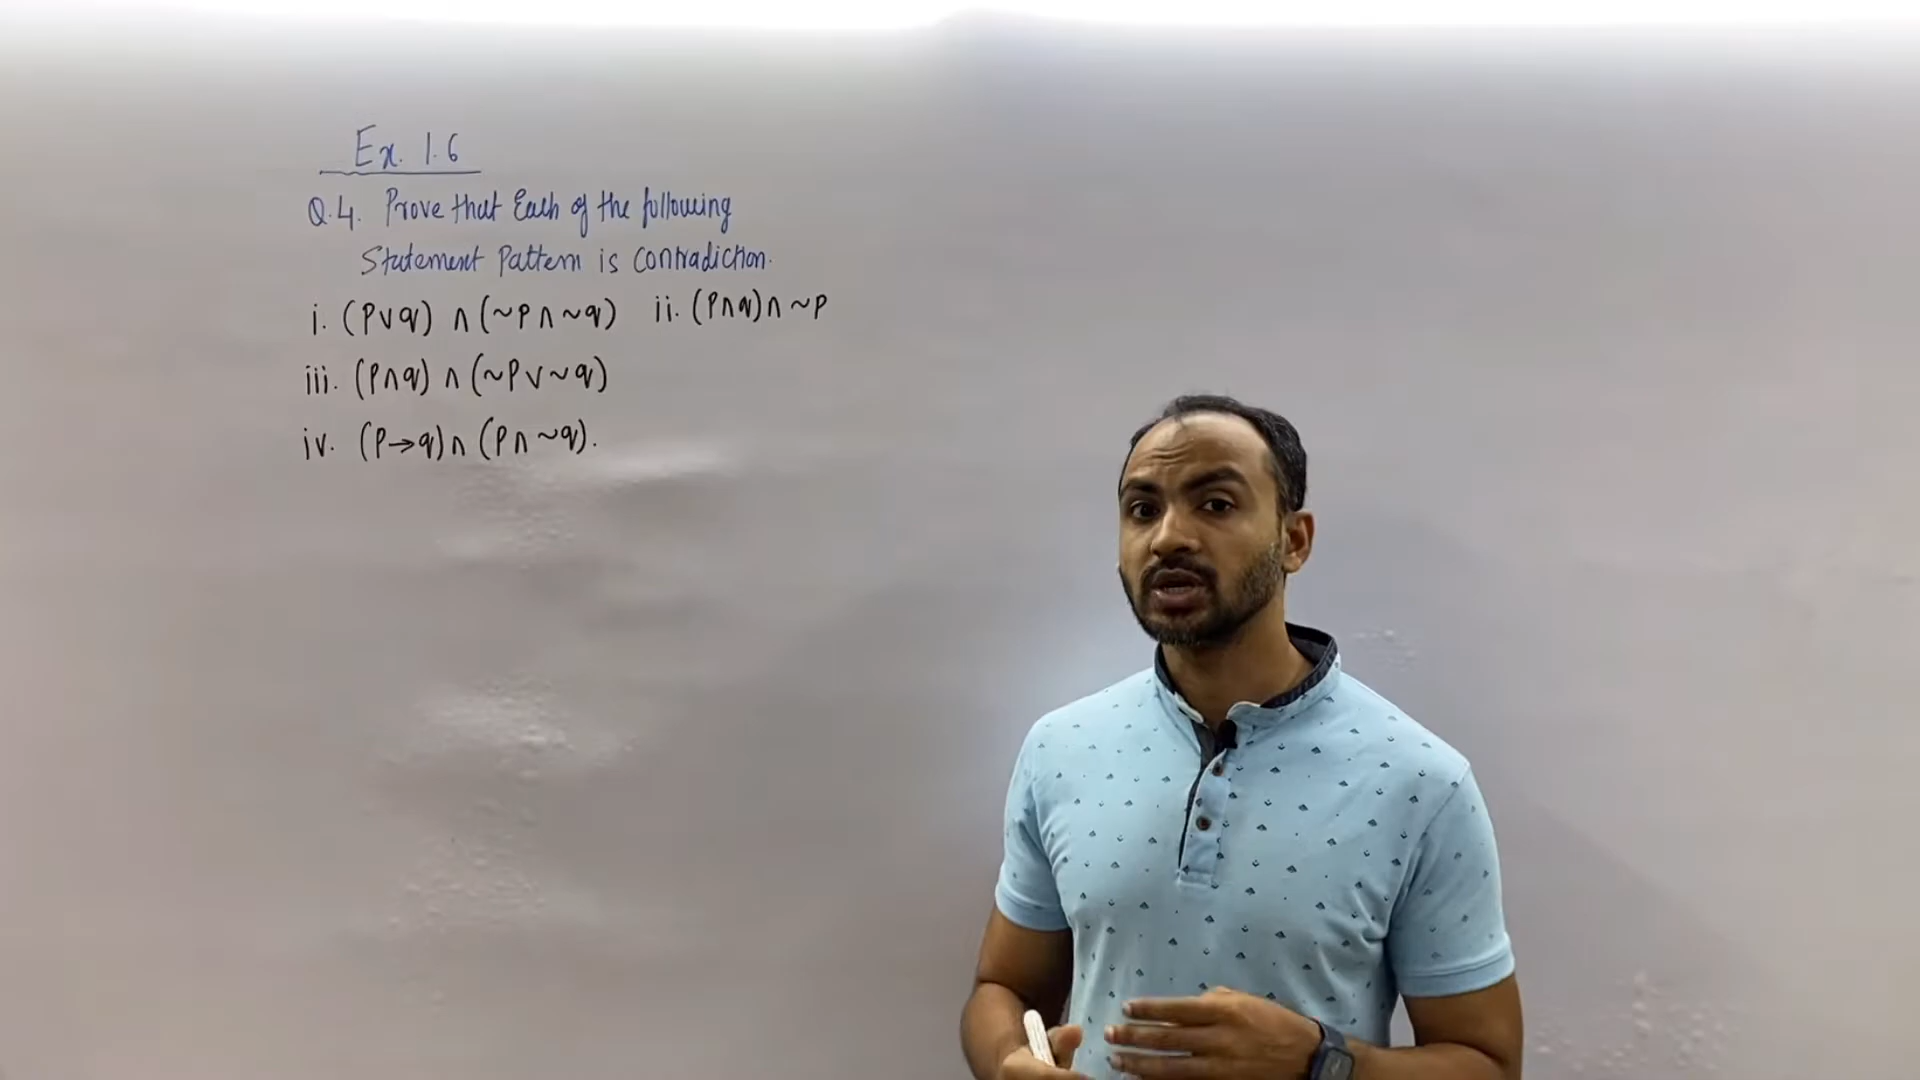 Ex. 1.6
Q.4. Prove that Each of the following
Statement Pattern is contradiction.
i. (p∨q) ∧ (~p ∧ ~q) ii. (p∧q) ∧ ~p
iii. (p∧q) ∧ (~p ∨ ~q)
iv. (p→q) ∧ (p ∧ ~q).